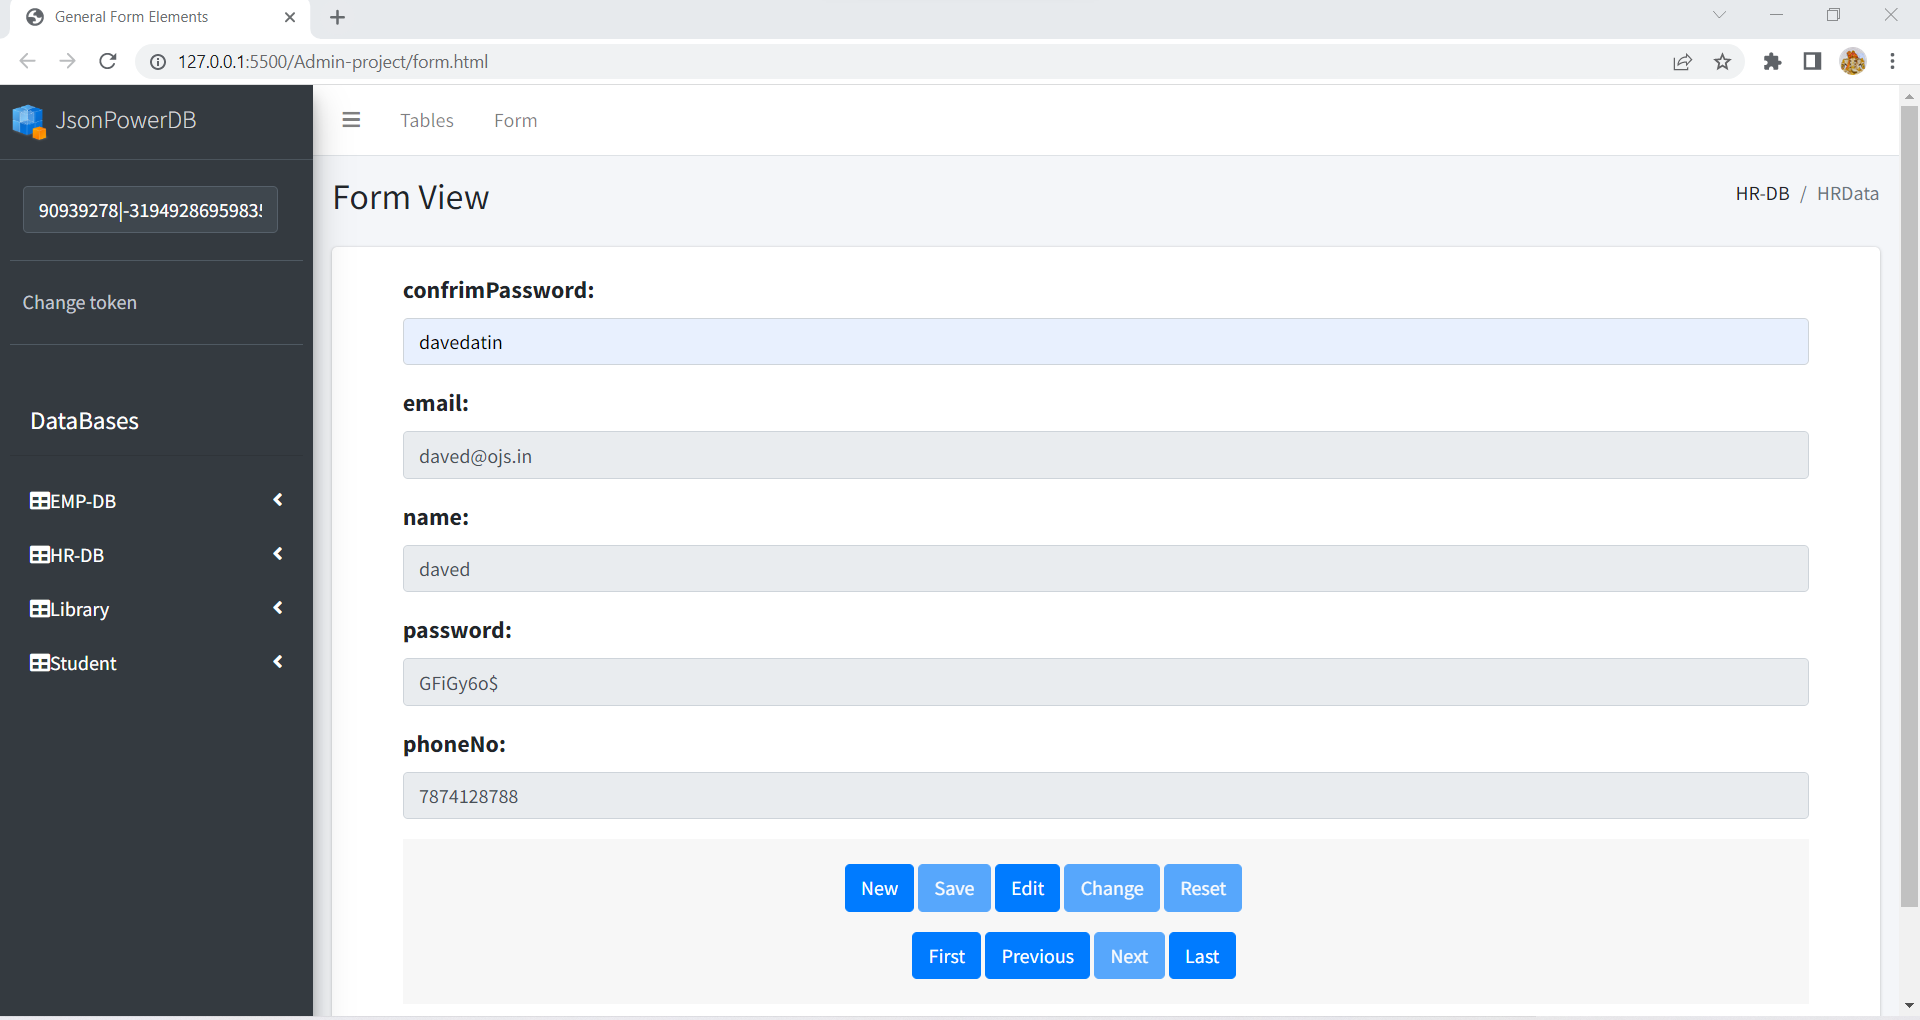 General Form Elements
127.0.0.1:5500/Admin-project/form.html
JsonPowerDB
Tables Form
Form View
HR-DB / HRData
90939278|-3194928695983
Change token
DataBases
EMP-DB
HR-DB
Library
Student
confrimPassword:
davedatin
email:
daved@ojs.in
name:
daved
password:
GFiGy6o$
phoneNo:
7874128788
New Save Edit Change Reset
First Previous Next Last